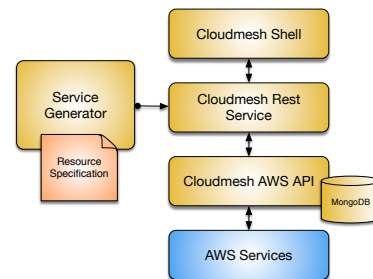 Cloudmesh Shell
Service
Generator
Cloudmesh Rest
Service
Resource
Specification
Cloudmesh AWS API
MongoDB
AWS Services